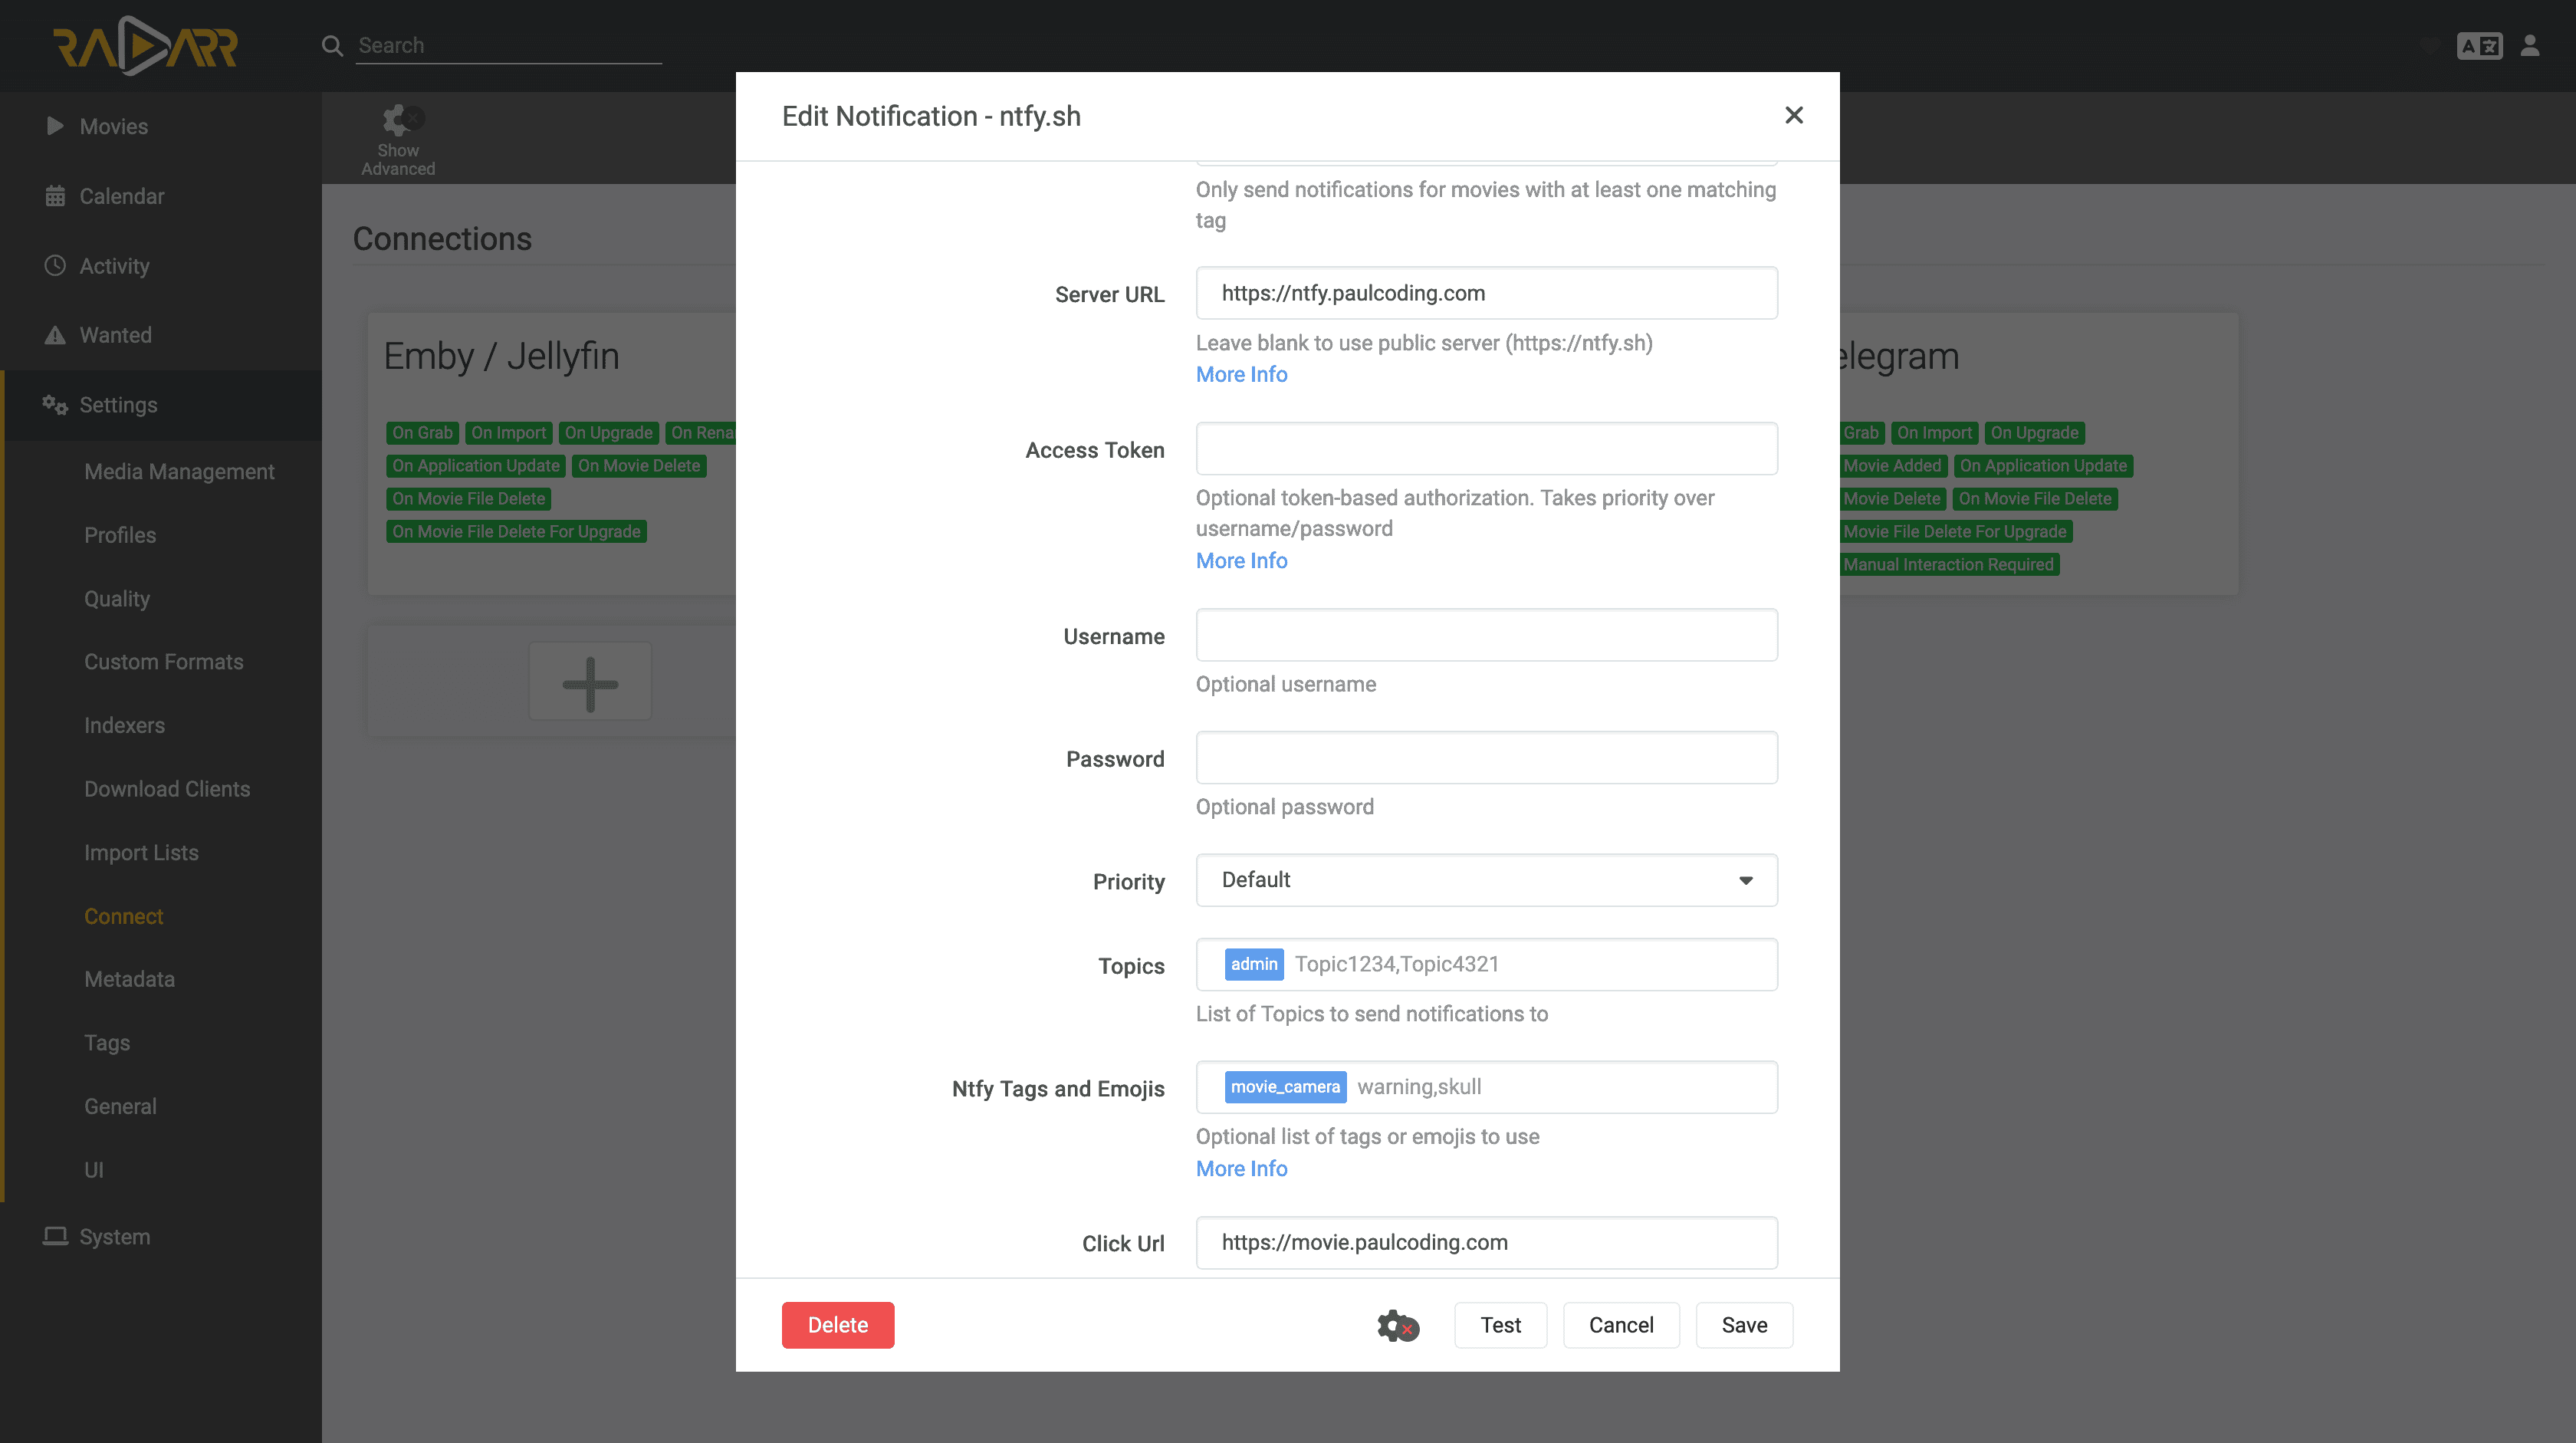 RADARR
Search
Movies
Calendar
Activity
Wanted
Settings
Media Management
Profiles
Quality
Custom Formats
Indexers
Download Clients
Import Lists
Connect
Metadata
Tags
General
UI
System
Show
Advanced
Connections
Emby / Jellyfin
On Grab On Import On Upgrade On Rena
On Application Update On Movie Delete
On Movie File Delete
On Movie File Delete For Upgrade
Edit Notification - ntfy.sh
Only send notifications for movies with at least one matching
tag
Server URL
https://ntfy.paulcoding.com
Leave blank to use public server (https://ntfy.sh)
More Info
Access Token
Optional token-based authorization. Takes priority over
username/password
More Info
Username
Optional username
Password
Optional password
Priority
Default
Topics
admin Topic1234,Topic4321
List of Topics to send notifications to
Ntfy Tags and Emojis
movie_camera warning,skull
Optional list of tags or emojis to use
More Info
Click Url
https://movie.paulcoding.com
Delete
Test
Cancel
Save
elegram
Grab On Import On Upgrade
Movie Added On Application Update
Movie Delete On Movie File Delete
Movie File Delete For Upgrade
Manual Interaction Required